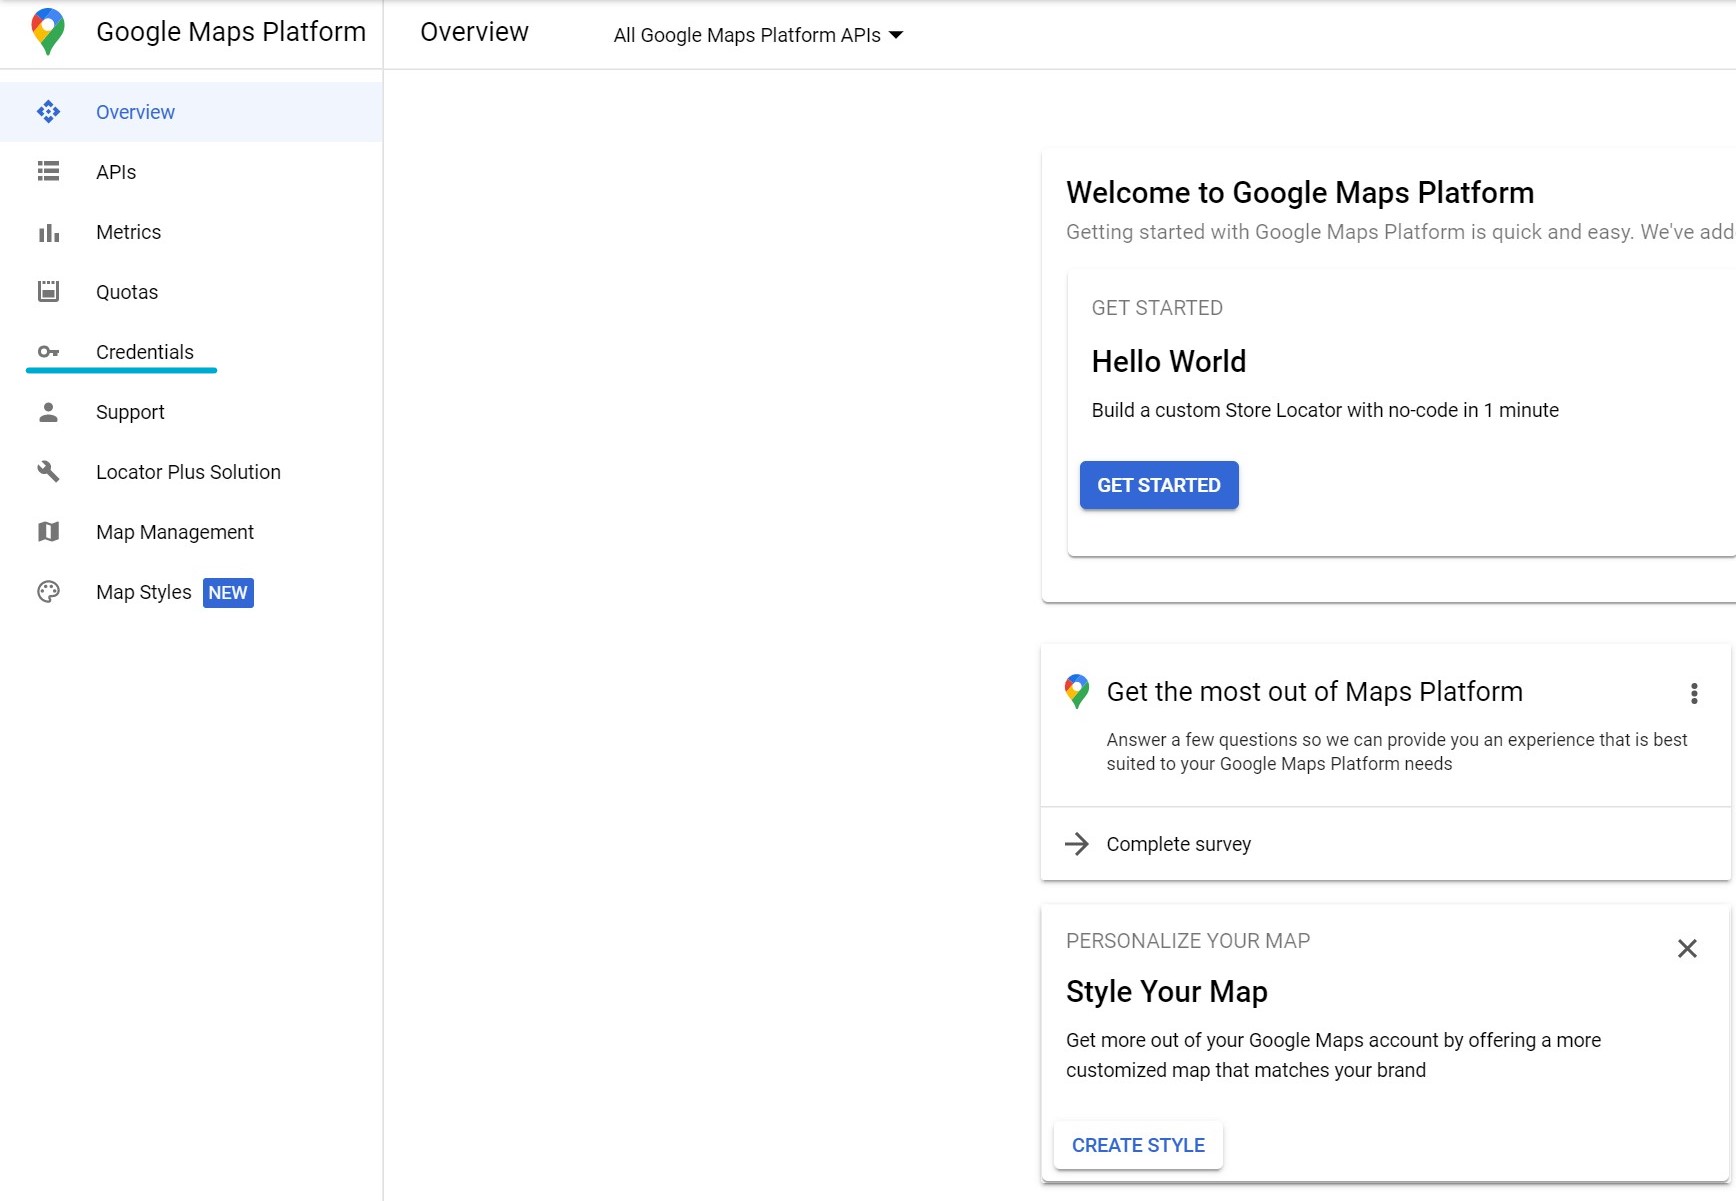 Google Maps Platform
Overview
All Google Maps Platform APIs
Overview
APIs
Metrics
Quotas
Credentials
Support
Locator Plus Solution
Map Management
Map Styles NEW
Welcome to Google Maps Platform
Getting started with Google Maps Platform is quick and easy. We've add
GET STARTED
Hello World
Build a custom Store Locator with no-code in 1 minute
GET STARTED
Get the most out of Maps Platform
Answer a few questions so we can provide you an experience that is best
suited to your Google Maps Platform needs
Complete survey
PERSONALIZE YOUR MAP
Style Your Map
Get more out of your Google Maps account by offering a more
customized map that matches your brand
CREATE STYLE